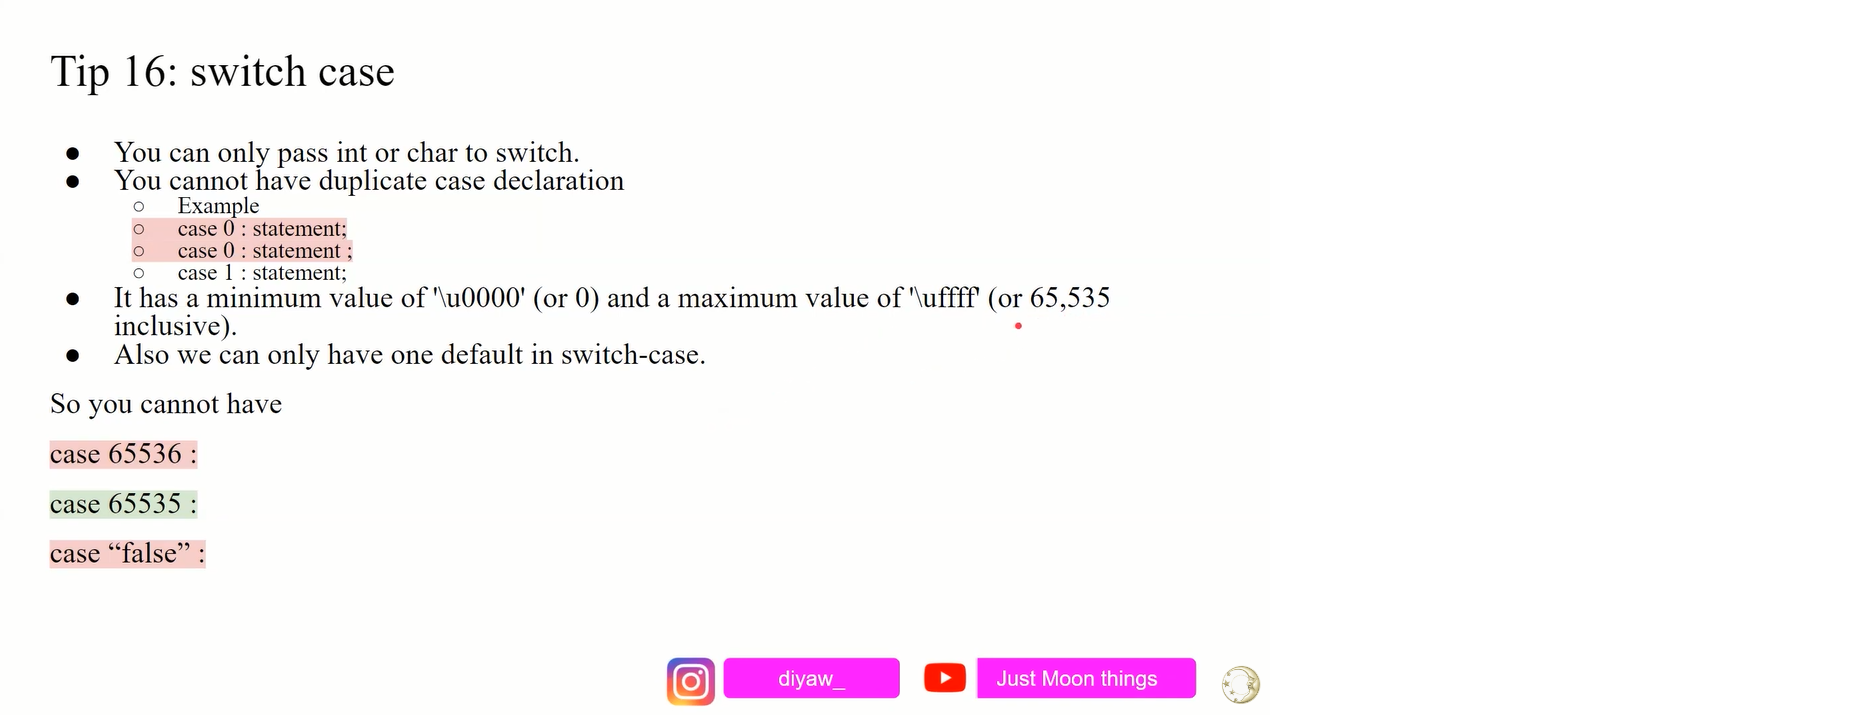 Tip 16: switch case
● You can only pass int or char to switch.
● You cannot have duplicate case declaration
○ Example
○ case 0 : statement;
○ case 0 : statement ;
○ case 1 : statement;
● It has a minimum value of '\u0000' (or 0) and a maximum value of '\uffff' (or 65,535
inclusive).
● Also we can only have one default in switch-case.
So you cannot have
case 65536 :
case 65535 :
case “false” :
diyaw_
Just Moon things